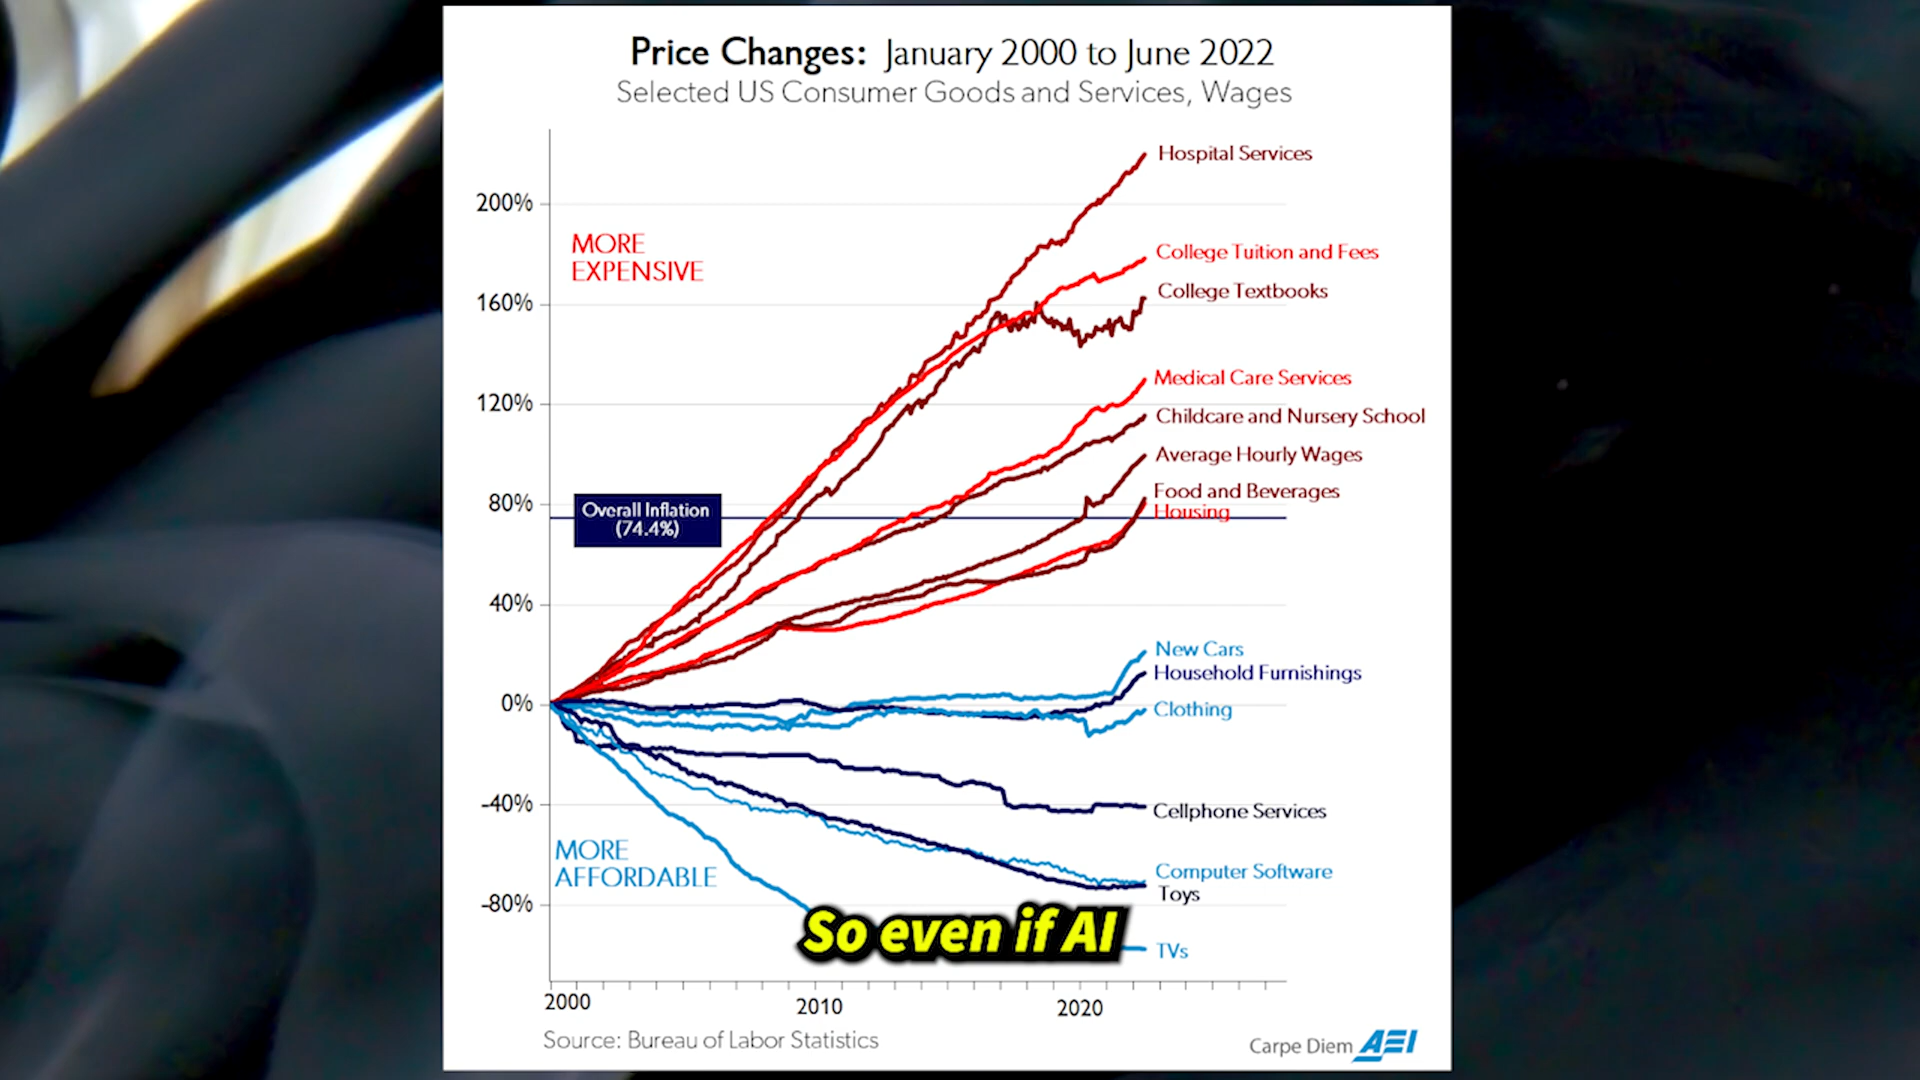 Price Changes: January 2000 to June 2022
Selected US Consumer Goods and Services, Wages
Hospital Services
200%
MORE
EXPENSIVE
College Tuition and Fees
College Textbooks
160%
Medical Care Services
120%
Childcare and Nursery School
Average Hourly Wages
Food and Beverages
80%
Overall Inflation
(74.4%)
Housing
40%
New Cars
Household Furnishings
0%
Clothing
-40%
Cellphone Services
MORE
AFFORDABLE
Computer Software
Toys
-80%
So even if AI
TVs
2000
2010
2020
Source: Bureau of Labor Statistics
Carpe Diem AEI